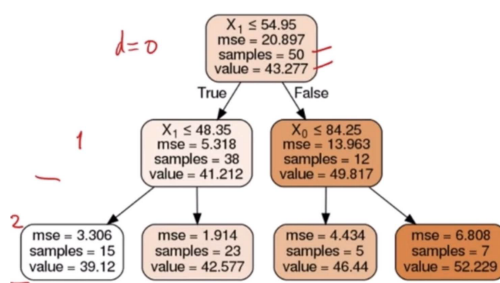 d=0
X₁ ≤ 54.95
mse = 20.897
samples = 50
value = 43.277
True
False
1
X₁ ≤ 48.35
mse = 5.318
samples = 38
value = 41.212
X₀ ≤ 84.25
mse = 13.963
samples = 12
value = 49.817
2
mse = 3.306
samples = 15
value = 39.12
mse = 1.914
samples = 23
value = 42.577
mse = 4.434
samples = 5
value = 46.44
mse = 6.808
samples = 7
value = 52.229